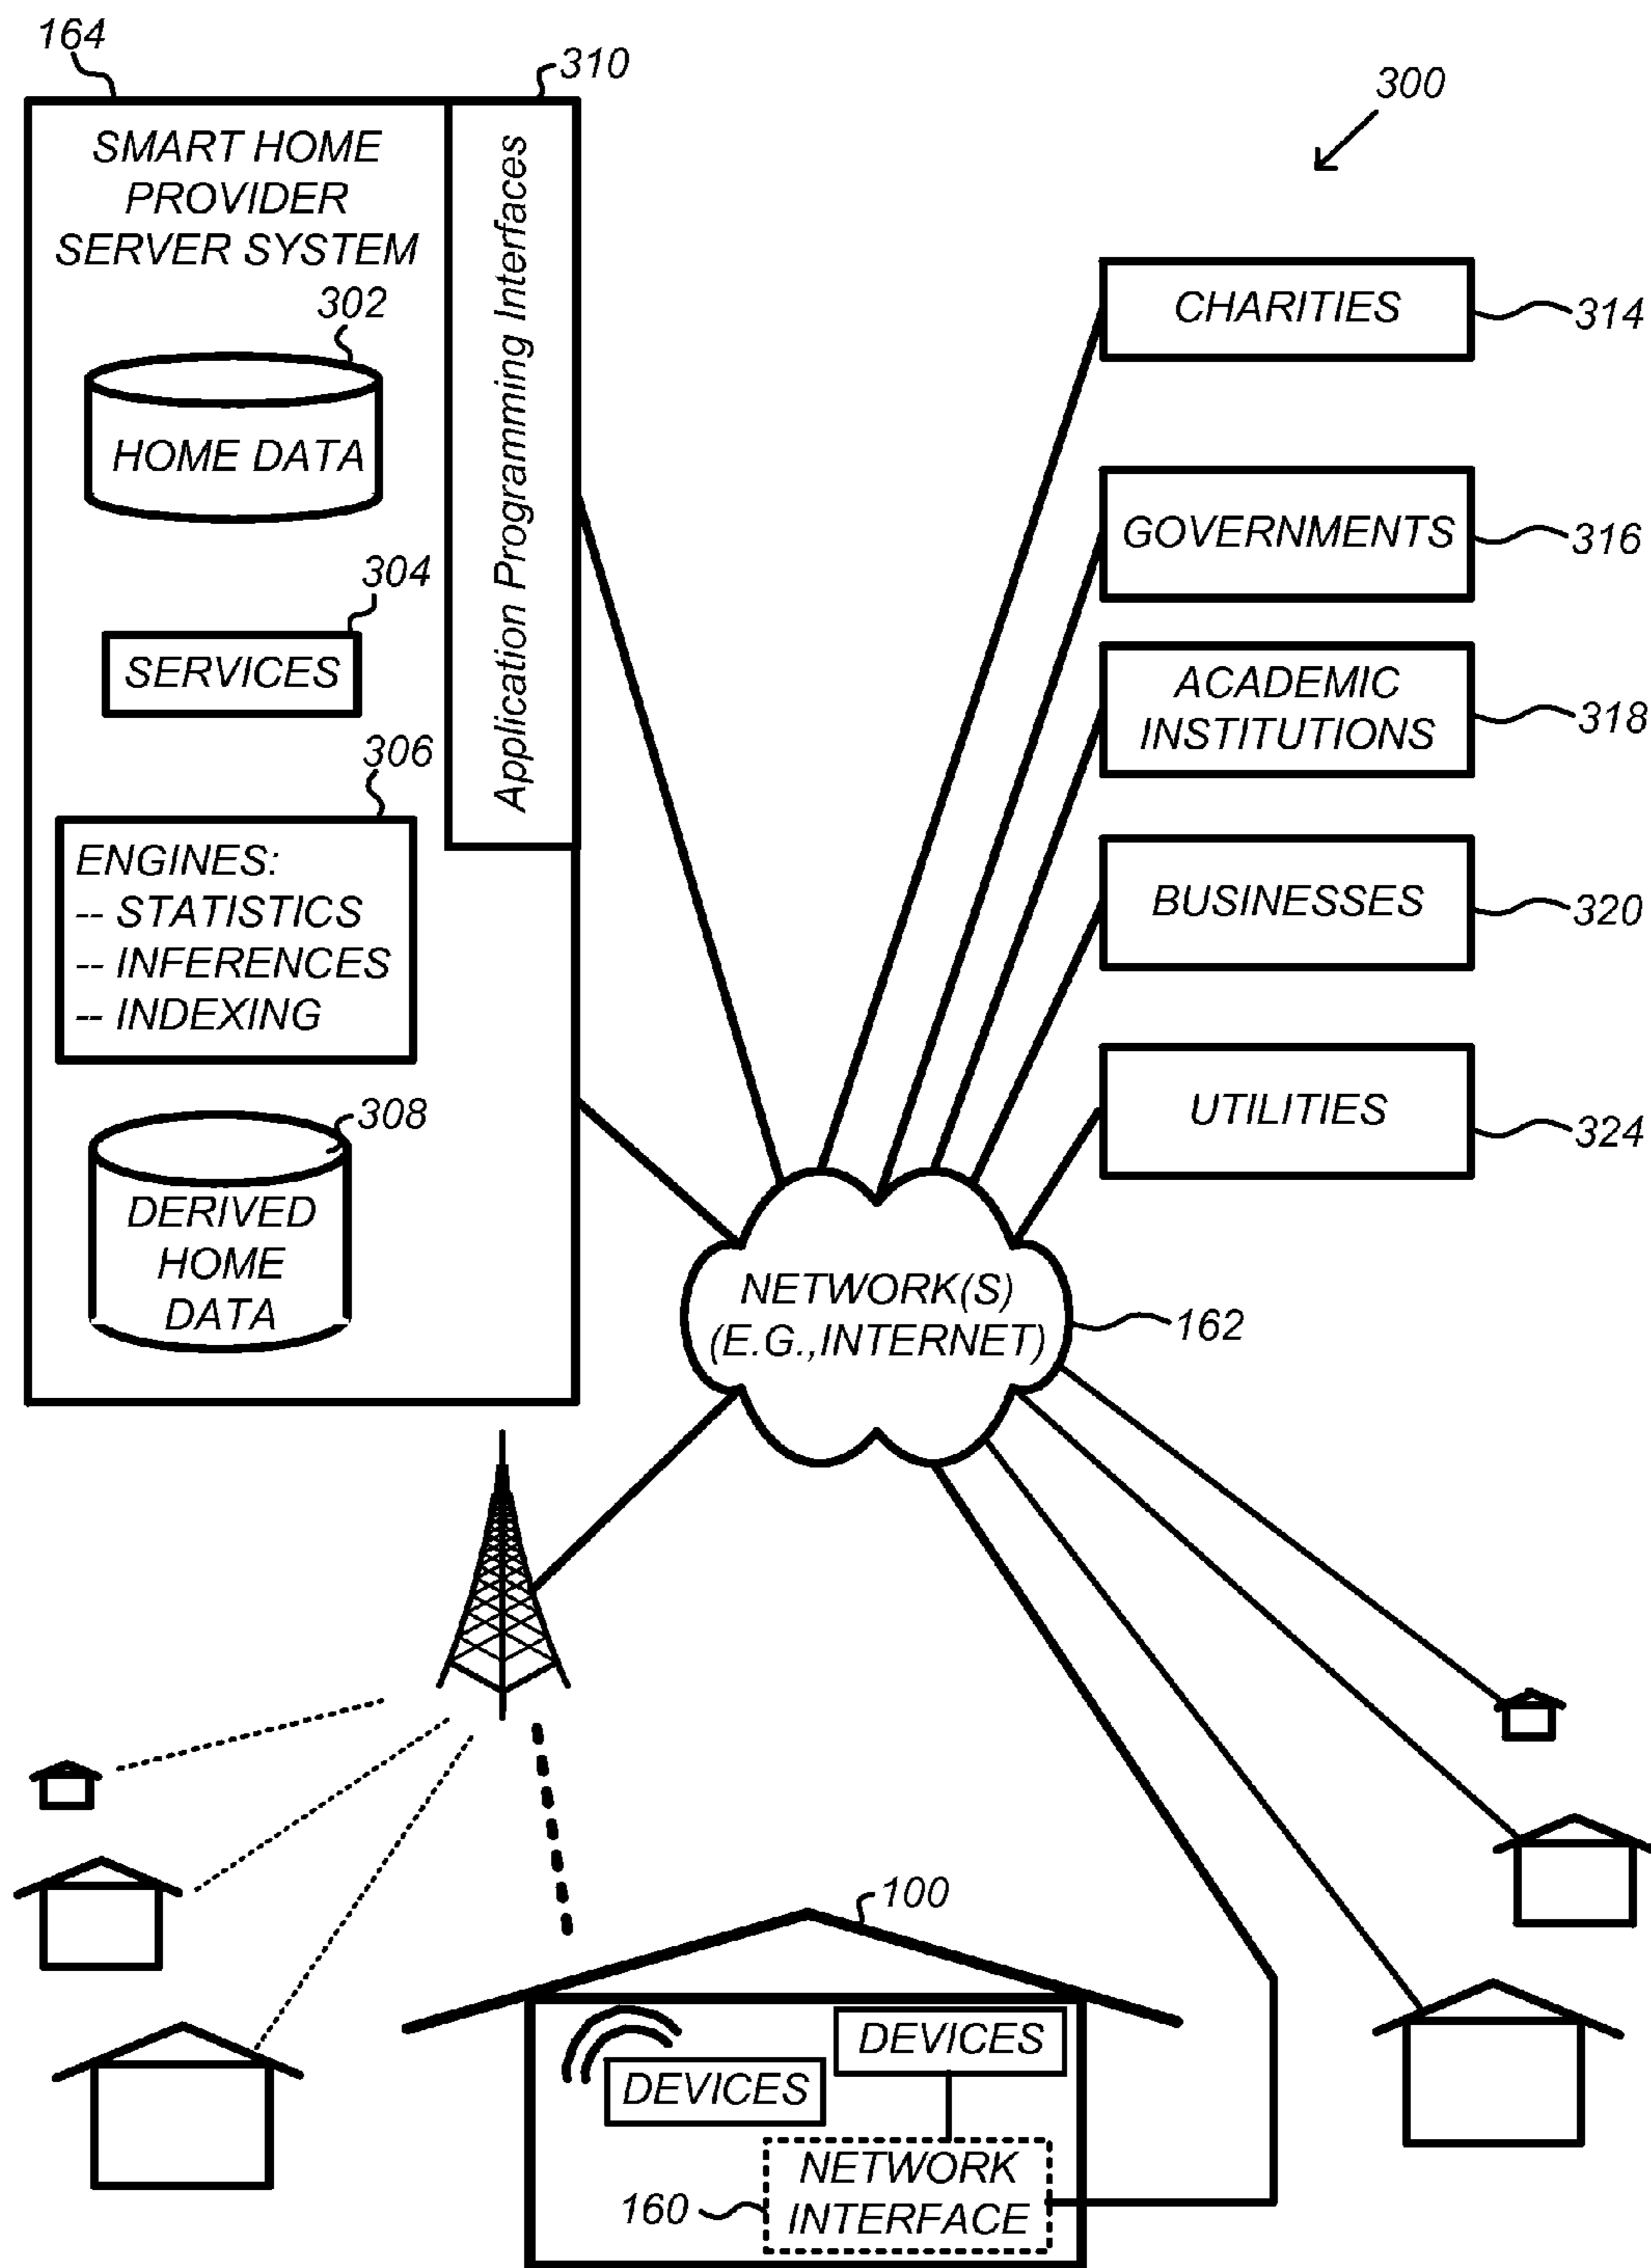 164
310
300
SMART HOME
PROVIDER
SERVER SYSTEM
Application Programming Interfaces
302
HOME DATA
304
SERVICES
306
ENGINES:
-- STATISTICS
-- INFERENCES
-- INDEXING
308
DERIVED
HOME
DATA
CHARITIES
314
GOVERNMENTS
316
ACADEMIC
INSTITUTIONS
318
BUSINESSES
320
UTILITIES
324
NETWORK(S)
(E.G.,INTERNET)
162
100
DEVICES
DEVICES
NETWORK
INTERFACE
160